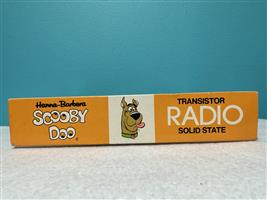 Hanna-Barbera
SCOOBY
DOO
®
TRANSISTOR
RADIO
SOLID STATE